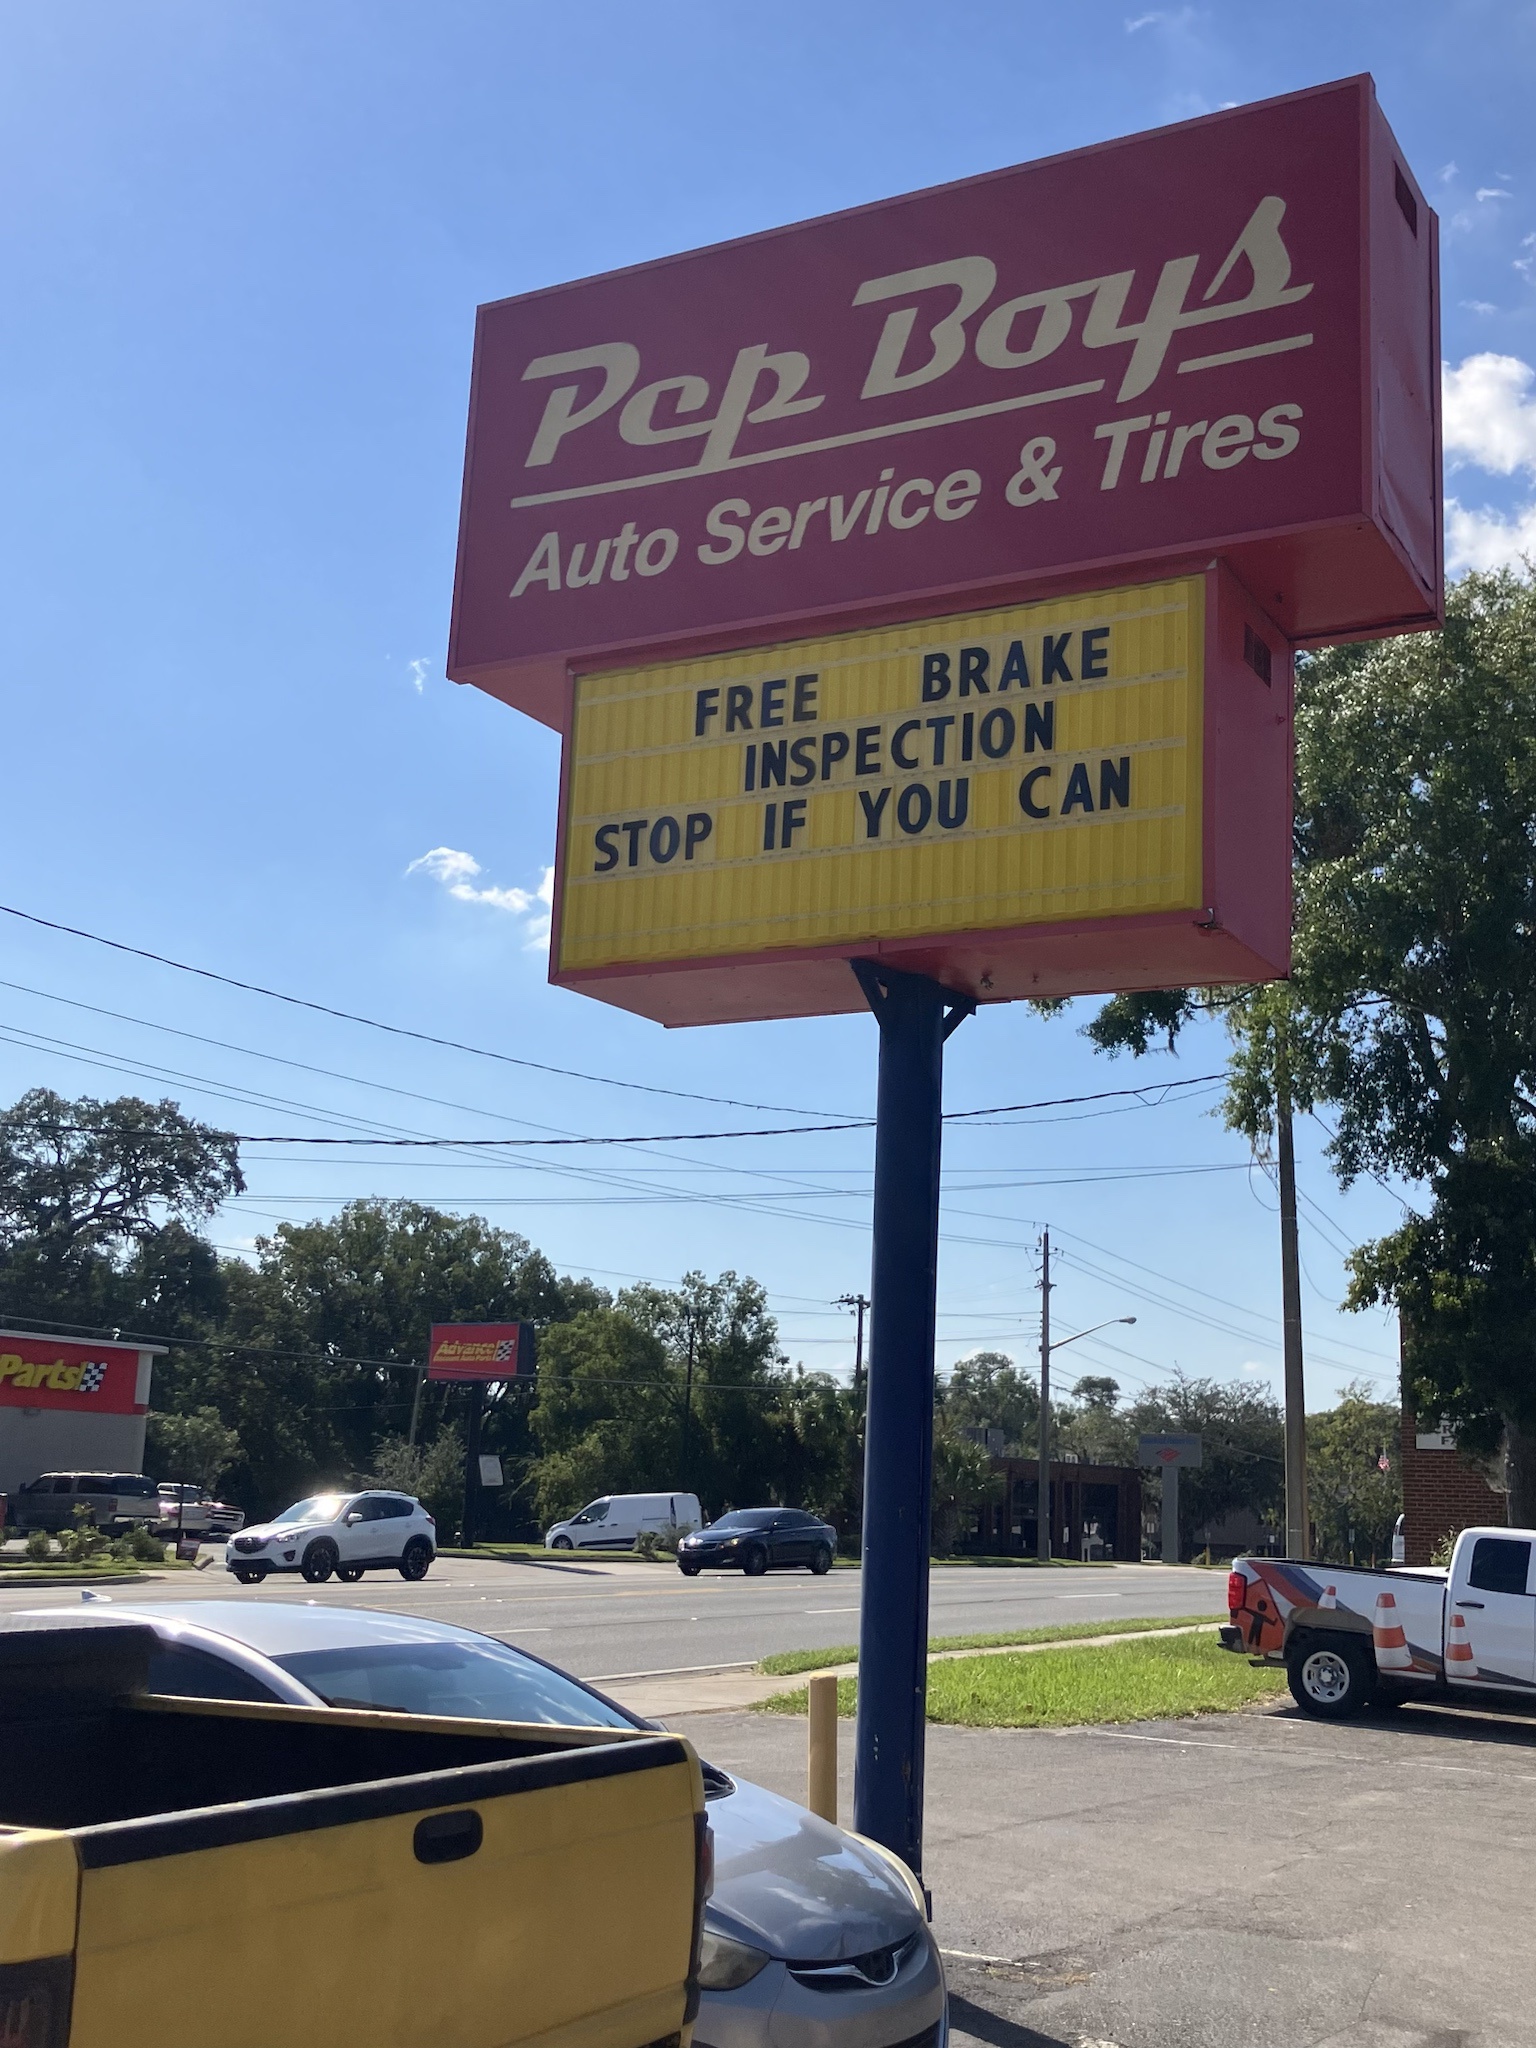 Pep Boys
Auto Service & Tires
FREE BRAKE
INSPECTION
STOP IF YOU CAN
Parts
Advance